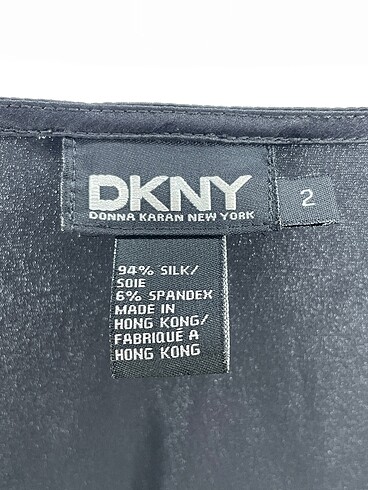 DKNY
DONNA KARAN NEW YORK
2
94% SILK/
SOIE
6% SPANDEX
MADE IN
HONG KONG/
FABRIQUÉ À
HONG KONG